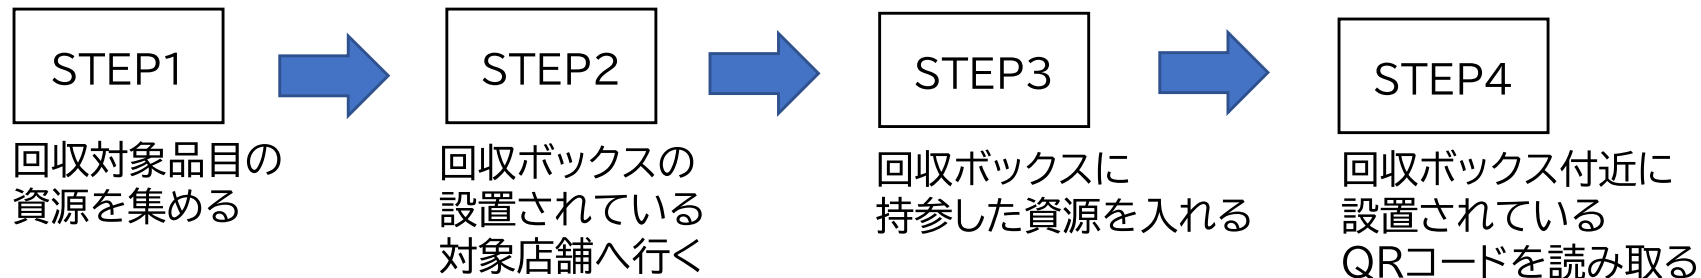 STEP1
回収対象品目の
資源を集める
STEP2
回収ボックスの
設置されている
対象店舗へ行く
STEP3
回収ボックスに
持参した資源を入れる
STEP4
回収ボックス付近に
設置されている
QRコードを読み取る